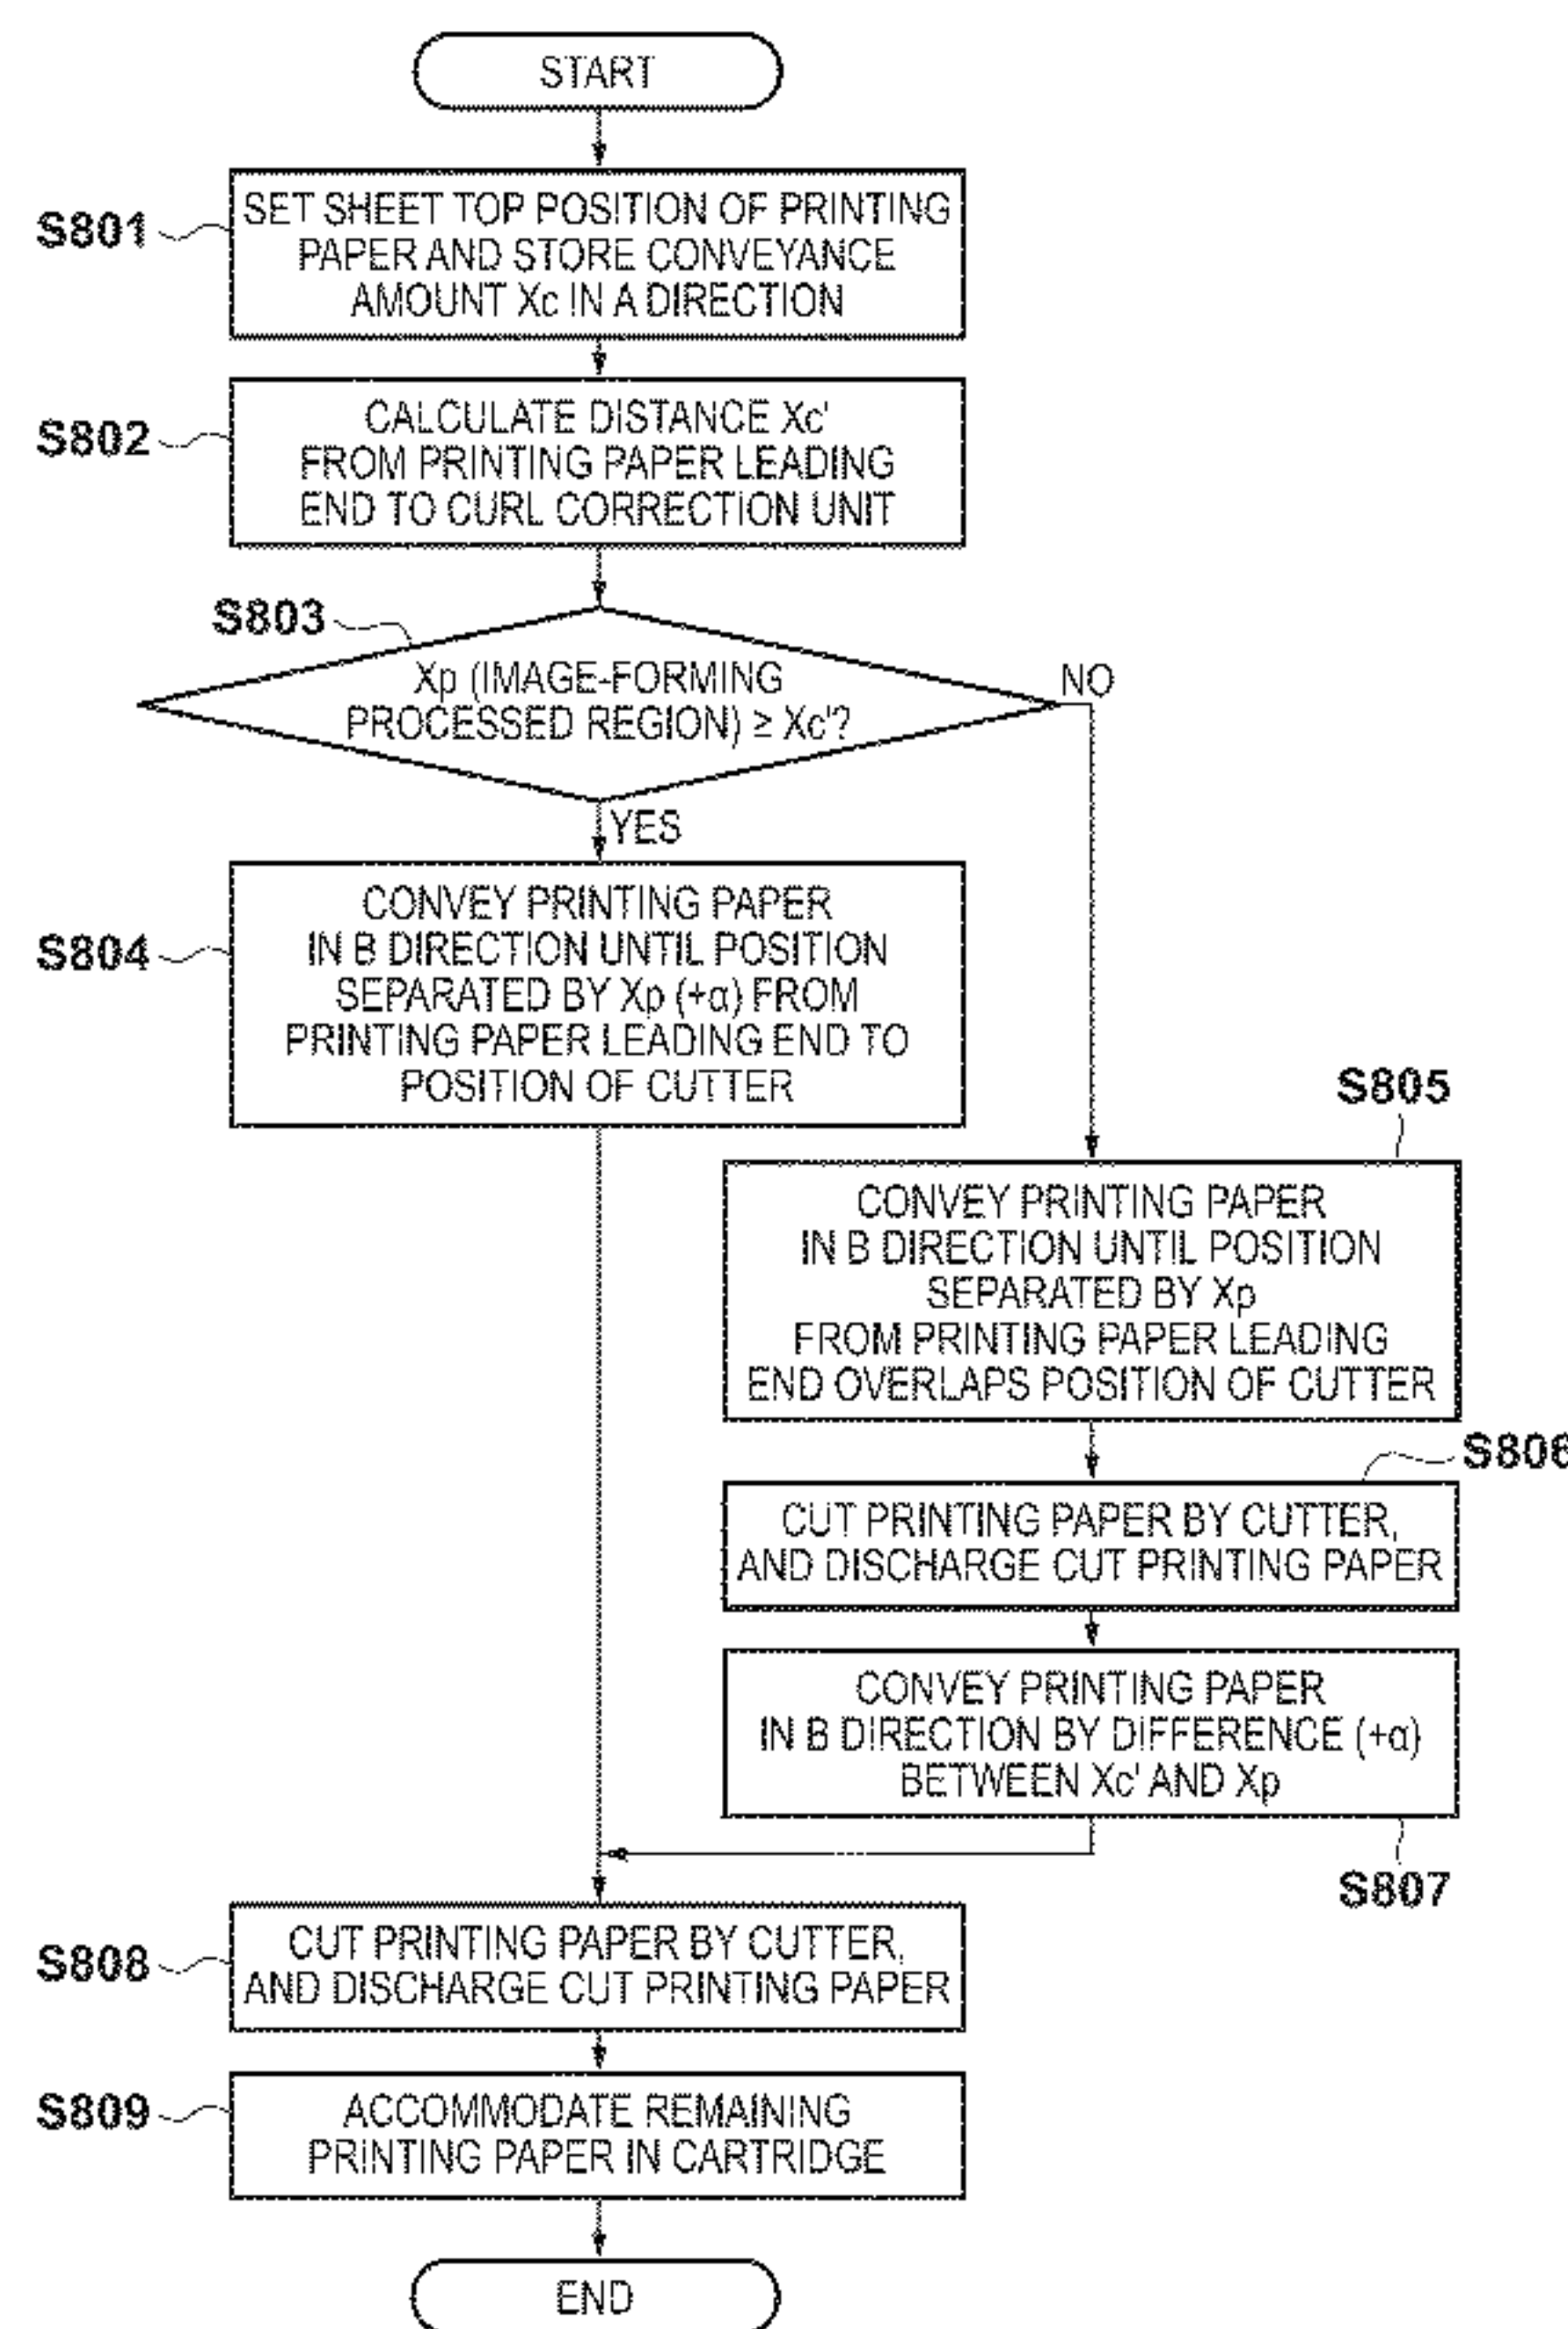 START
S801
SET SHEET TOP POSITION OF PRINTING
PAPER AND STORE CONVEYANCE
AMOUNT Xc IN A DIRECTION
S802
CALCULATE DISTANCE Xc'
FROM PRINTING PAPER LEADING
END TO CURL CORRECTION UNIT
S803
Xp (IMAGE-FORMING
PROCESSED REGION) ≥ Xc'?
NO
YES
S804
CONVEY PRINTING PAPER
IN B DIRECTION UNTIL POSITION
SEPARATED BY Xp (+α) FROM
PRINTING PAPER LEADING END TO
POSITION OF CUTTER
S805
CONVEY PRINTING PAPER
IN B DIRECTION UNTIL POSITION
SEPARATED BY Xp
FROM PRINTING PAPER LEADING
END OVERLAPS POSITION OF CUTTER
S806
CUT PRINTING PAPER BY CUTTER,
AND DISCHARGE CUT PRINTING PAPER
CONVEY PRINTING PAPER
IN B DIRECTION BY DIFFERENCE (+α)
BETWEEN Xc' AND Xp
S807
S808
CUT PRINTING PAPER BY CUTTER,
AND DISCHARGE CUT PRINTING PAPER
S809
ACCOMMODATE REMAINING
PRINTING PAPER IN CARTRIDGE
END